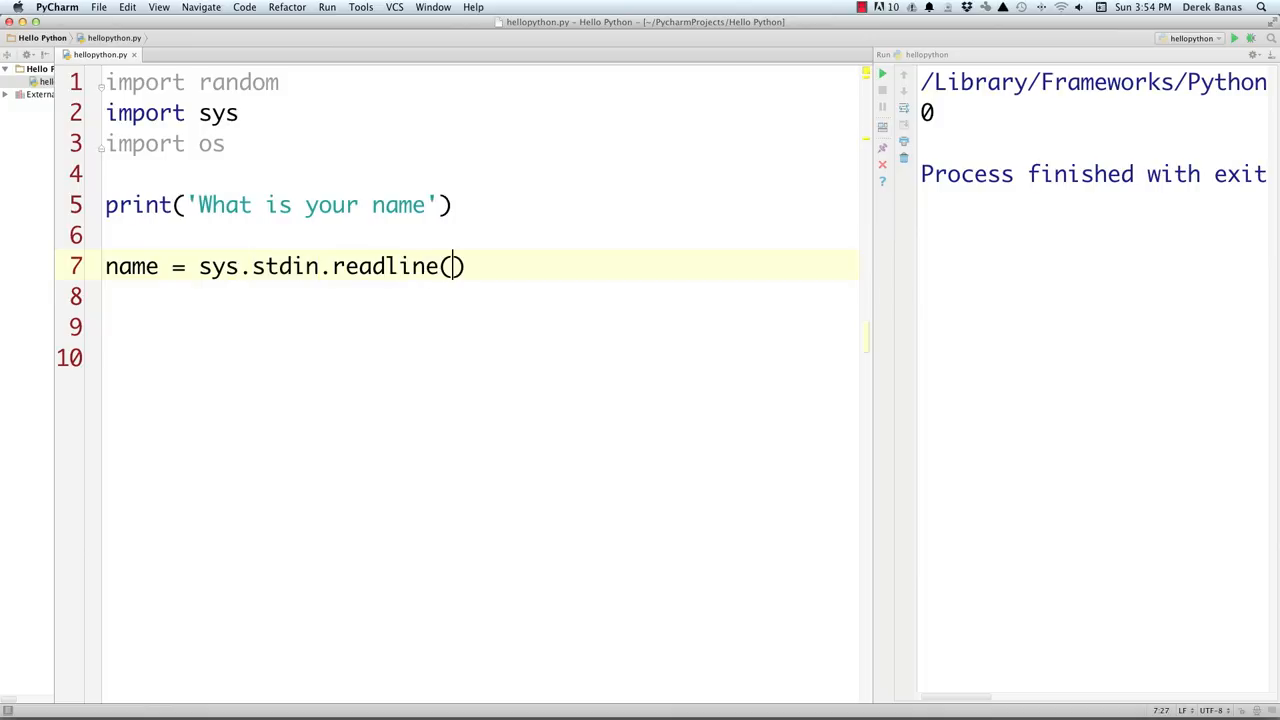 PyCharm File Edit View Navigate Code Refactor Run Tools VCS Window Help 10 Sun 3:54 PM Derek Banas
hellopython.py – Hello Python – [~/PycharmProjects/Hello Python]
Hello Python hellopython.py hellopython
hellopython.py Run hellopython
Hello P
hell
Externa
1 import random
2 import sys
3 import os
4
5 print('What is your name')
6
7 name = sys.stdin.readline()
8
9
10
/Library/Frameworks/Python
0
Process finished with exit
7:27 LF UTF-8